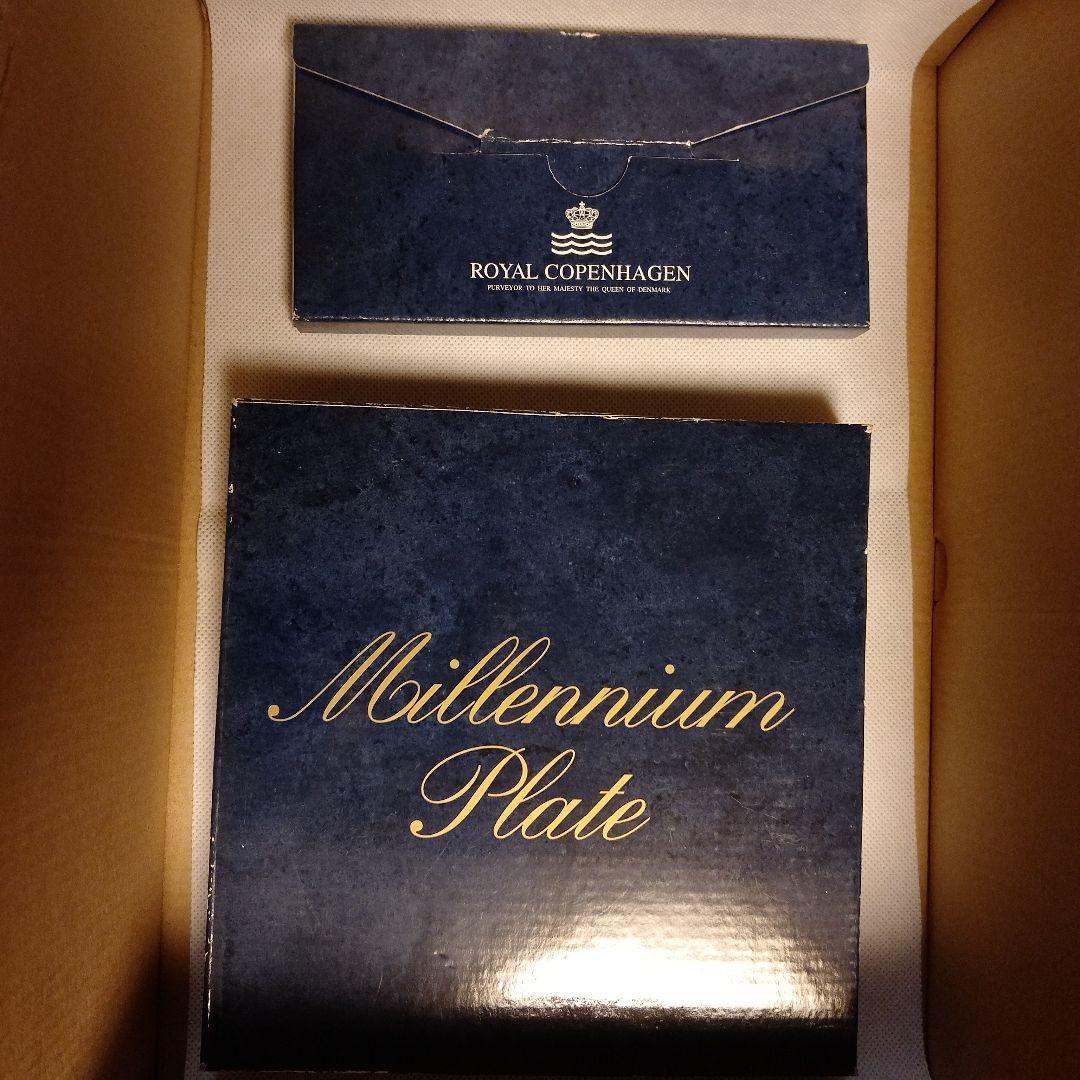 ROYAL COPENHAGEN
PURVEYOR TO HER MAJESTY THE QUEEN OF DENMARK
Millennium
Plate